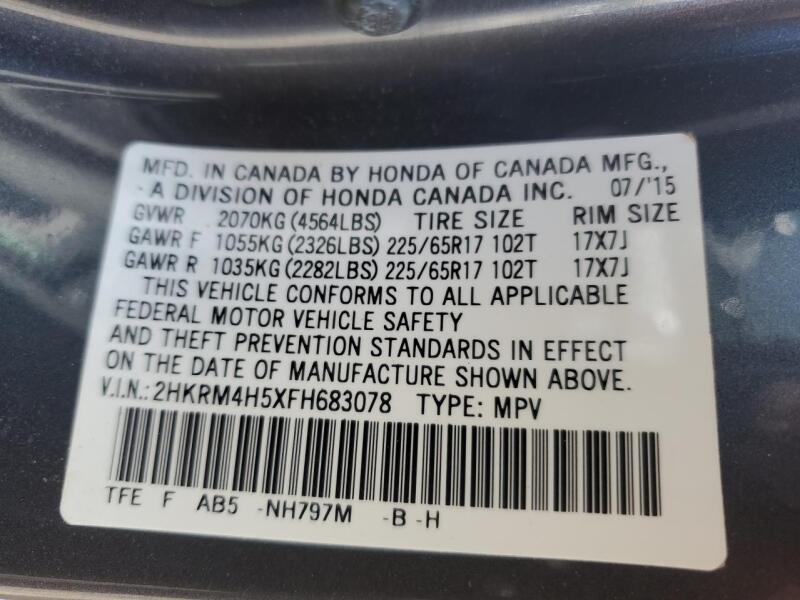 MFD. IN CANADA BY HONDA OF CANADA MFG.,
- A DIVISION OF HONDA CANADA INC. 07/'15
GVWR 2070KG (4564LBS) TIRE SIZE RIM SIZE
GAWR F 1055KG (2326LBS) 225/65R17 102T 17X7J
GAWR R 1035KG (2282LBS) 225/65R17 102T 17X7J
THIS VEHICLE CONFORMS TO ALL APPLICABLE
FEDERAL MOTOR VEHICLE SAFETY
AND THEFT PREVENTION STANDARDS IN EFFECT
ON THE DATE OF MANUFACTURE SHOWN ABOVE.
V.I.N.: 2HKRM4H5XFH683078 TYPE: MPV
TFE F AB5 -NH797M -B -H